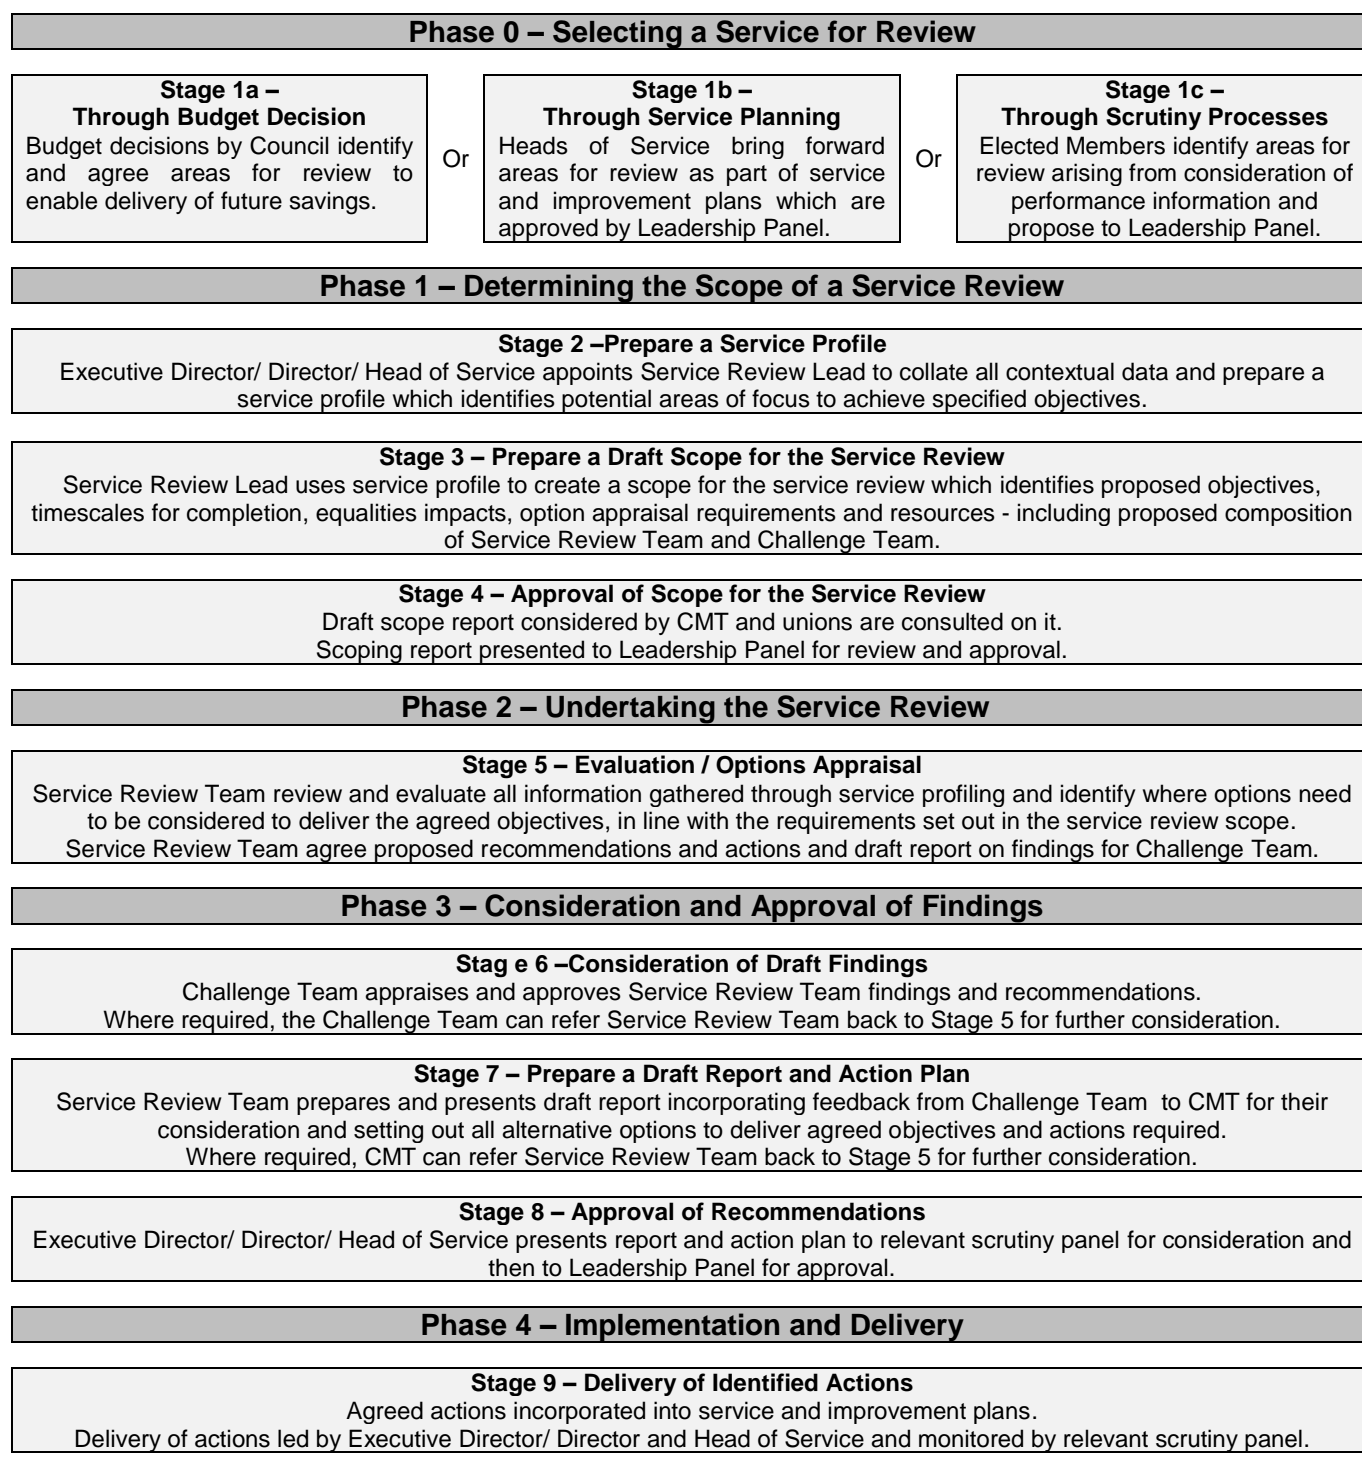 Phase 0 – Selecting a Service for Review
Stage 1a –
Through Budget Decision
Budget decisions by Council identify
and agree areas for review to
enable delivery of future savings.
Or
Stage 1b –
Through Service Planning
Heads of Service bring forward
areas for review as part of service
and improvement plans which are
approved by Leadership Panel.
Or
Stage 1c –
Through Scrutiny Processes
Elected Members identify areas for
review arising from consideration of
performance information and
propose to Leadership Panel.
Phase 1 – Determining the Scope of a Service Review
Stage 2 –Prepare a Service Profile
Executive Director/ Director/ Head of Service appoints Service Review Lead to collate all contextual data and prepare a
service profile which identifies potential areas of focus to achieve specified objectives.
Stage 3 – Prepare a Draft Scope for the Service Review
Service Review Lead uses service profile to create a scope for the service review which identifies proposed objectives,
timescales for completion, equalities impacts, option appraisal requirements and resources - including proposed composition
of Service Review Team and Challenge Team.
Stage 4 – Approval of Scope for the Service Review
Draft scope report considered by CMT and unions are consulted on it.
Scoping report presented to Leadership Panel for review and approval.
Phase 2 – Undertaking the Service Review
Stage 5 – Evaluation / Options Appraisal
Service Review Team review and evaluate all information gathered through service profiling and identify where options need
to be considered to deliver the agreed objectives, in line with the requirements set out in the service review scope.
Service Review Team agree proposed recommendations and actions and draft report on findings for Challenge Team.
Phase 3 – Consideration and Approval of Findings
Stag e 6 –Consideration of Draft Findings
Challenge Team appraises and approves Service Review Team findings and recommendations.
Where required, the Challenge Team can refer Service Review Team back to Stage 5 for further consideration.
Stage 7 – Prepare a Draft Report and Action Plan
Service Review Team prepares and presents draft report incorporating feedback from Challenge Team  to CMT for their
consideration and setting out all alternative options to deliver agreed objectives and actions required.
Where required, CMT can refer Service Review Team back to Stage 5 for further consideration.
Stage 8 – Approval of Recommendations
Executive Director/ Director/ Head of Service presents report and action plan to relevant scrutiny panel for consideration and
then to Leadership Panel for approval.
Phase 4 – Implementation and Delivery
Stage 9 – Delivery of Identified Actions
Agreed actions incorporated into service and improvement plans.
Delivery of actions led by Executive Director/ Director and Head of Service and monitored by relevant scrutiny panel.